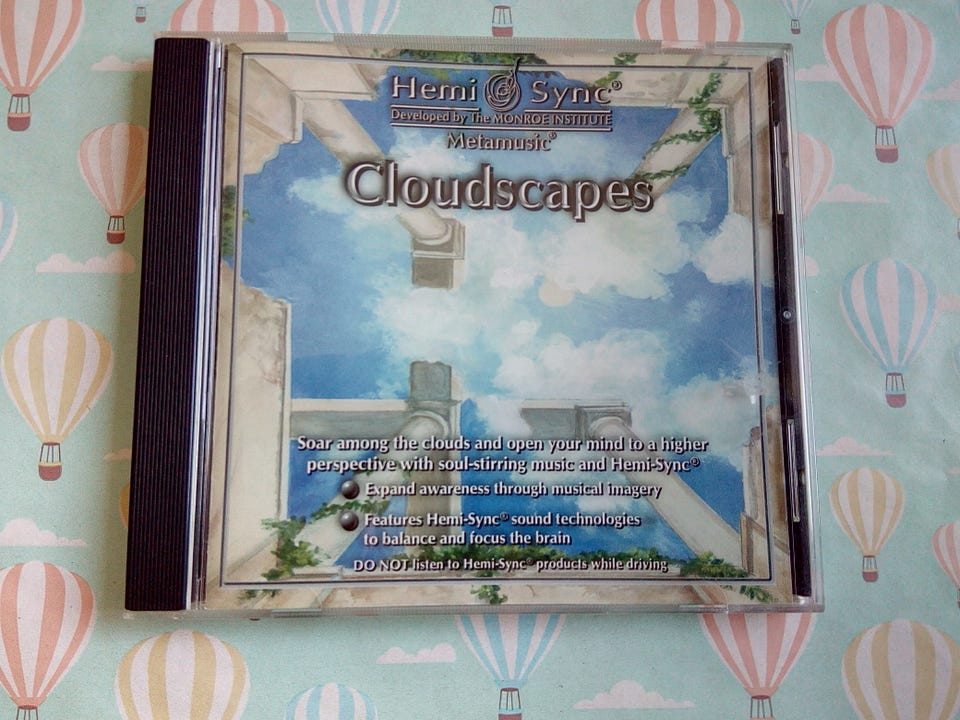 Hemi Sync®
Developed by The MONROE INSTITUTE
Metamusic®
Cloudscapes
Soar among the clouds and open your mind to a higher
perspective with soul-stirring music and Hemi-Sync®
Expand awareness through musical imagery
Features Hemi-Sync® sound technologies
to balance and focus the brain
DO NOT listen to Hemi-Sync® products while driving